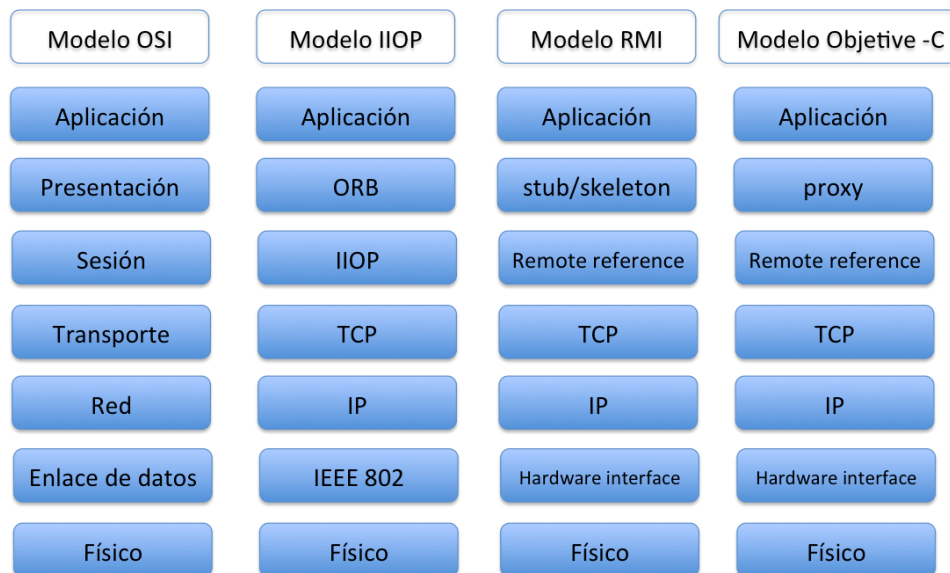 Modelo OSI
Modelo IIOP
Modelo RMI
Modelo Objetive -C
Aplicación
Aplicación
Aplicación
Aplicación
Presentación
ORB
stub/skeleton
proxy
Sesión
IIOP
Remote reference
Remote reference
Transporte
TCP
TCP
TCP
Red
IP
IP
IP
Enlace de datos
IEEE 802
Hardware interface
Hardware interface
Físico
Físico
Físico
Físico